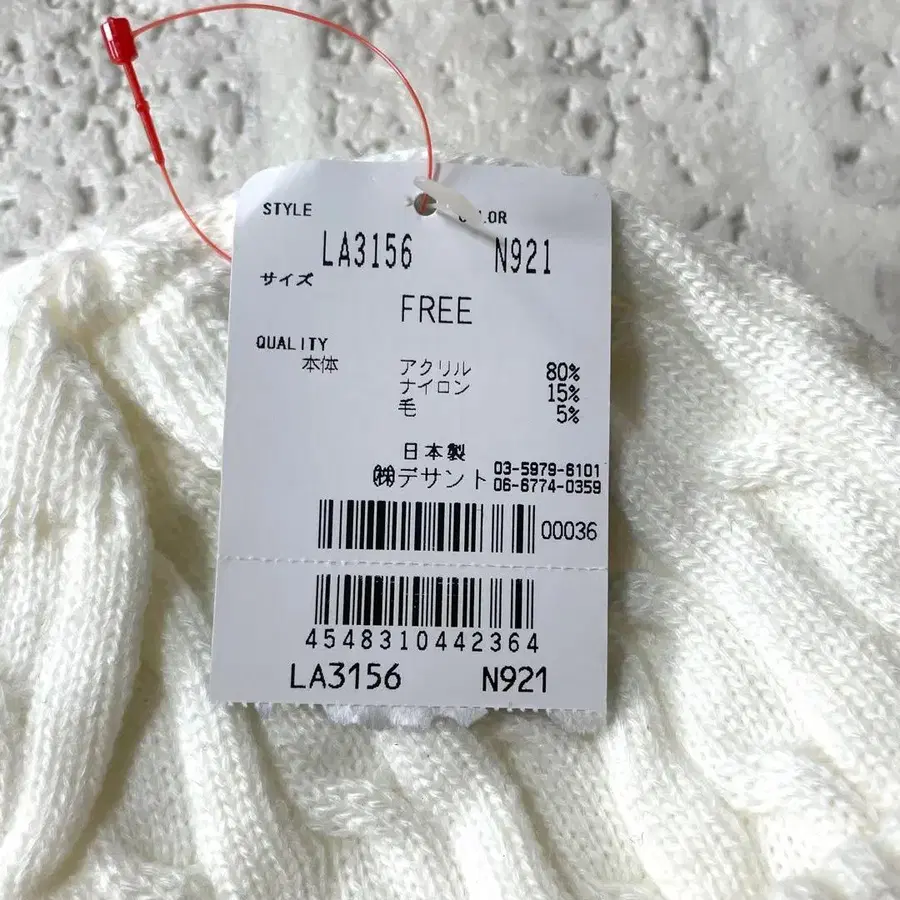 STYLE COLOR
LA3156 N921
サイズ
FREE
QUALITY
本体 アクリル 80%
ナイロン 15%
毛 5%
日本製
㈱デサント 03-5979-6101
06-6774-0359
00036
4548310442364
LA3156 N921